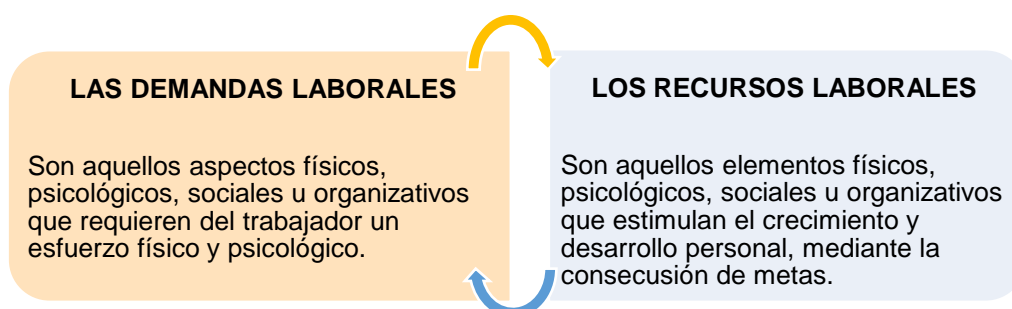 LAS DEMANDAS LABORALES
Son aquellos aspectos físicos,
psicológicos, sociales u organizativos
que requieren del trabajador un
esfuerzo físico y psicológico.
LOS RECURSOS LABORALES
Son aquellos elementos físicos,
psicológicos, sociales u organizativos
que estimulan el crecimiento y
desarrollo personal, mediante la
consecusión de metas.